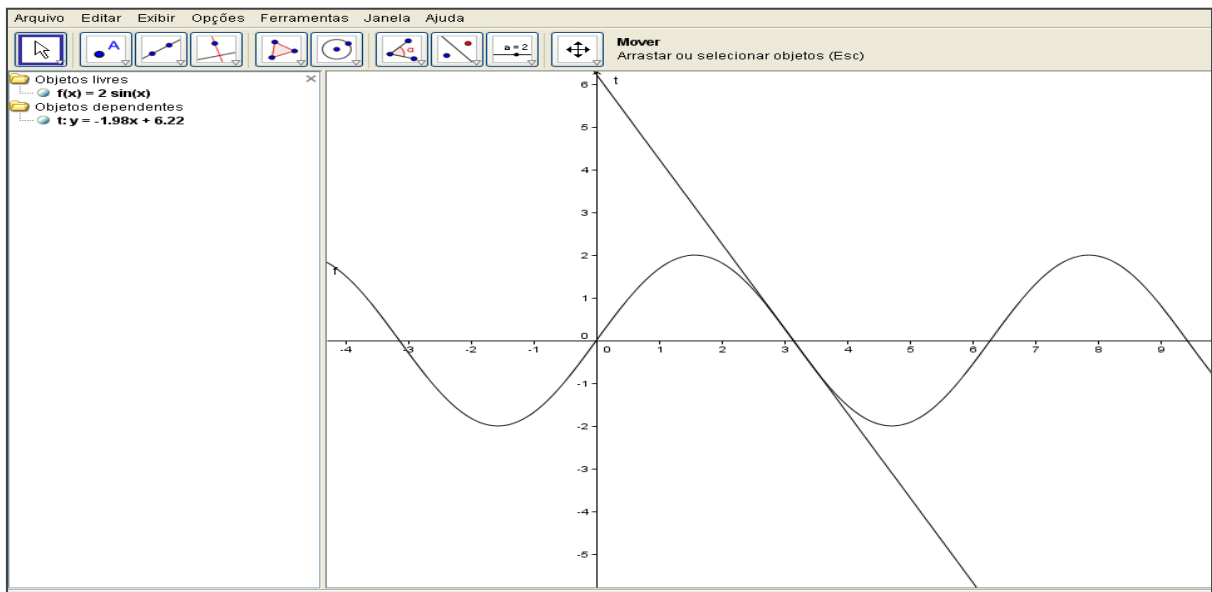 Arquivo Editar Exibir Opções Ferramentas Janela Ajuda
A
α
a = 2
Mover
Arrastar ou selecionar objetos (Esc)
Objetos livres
f(x) = 2 sin(x)
Objetos dependentes
t: y = -1.98x + 6.22
t
f
6
5
4
3
2
1
0
-1
-2
-3
-4
-5
-4 -3 -2 -1 0 1 2 3 4 5 6 7 8 9